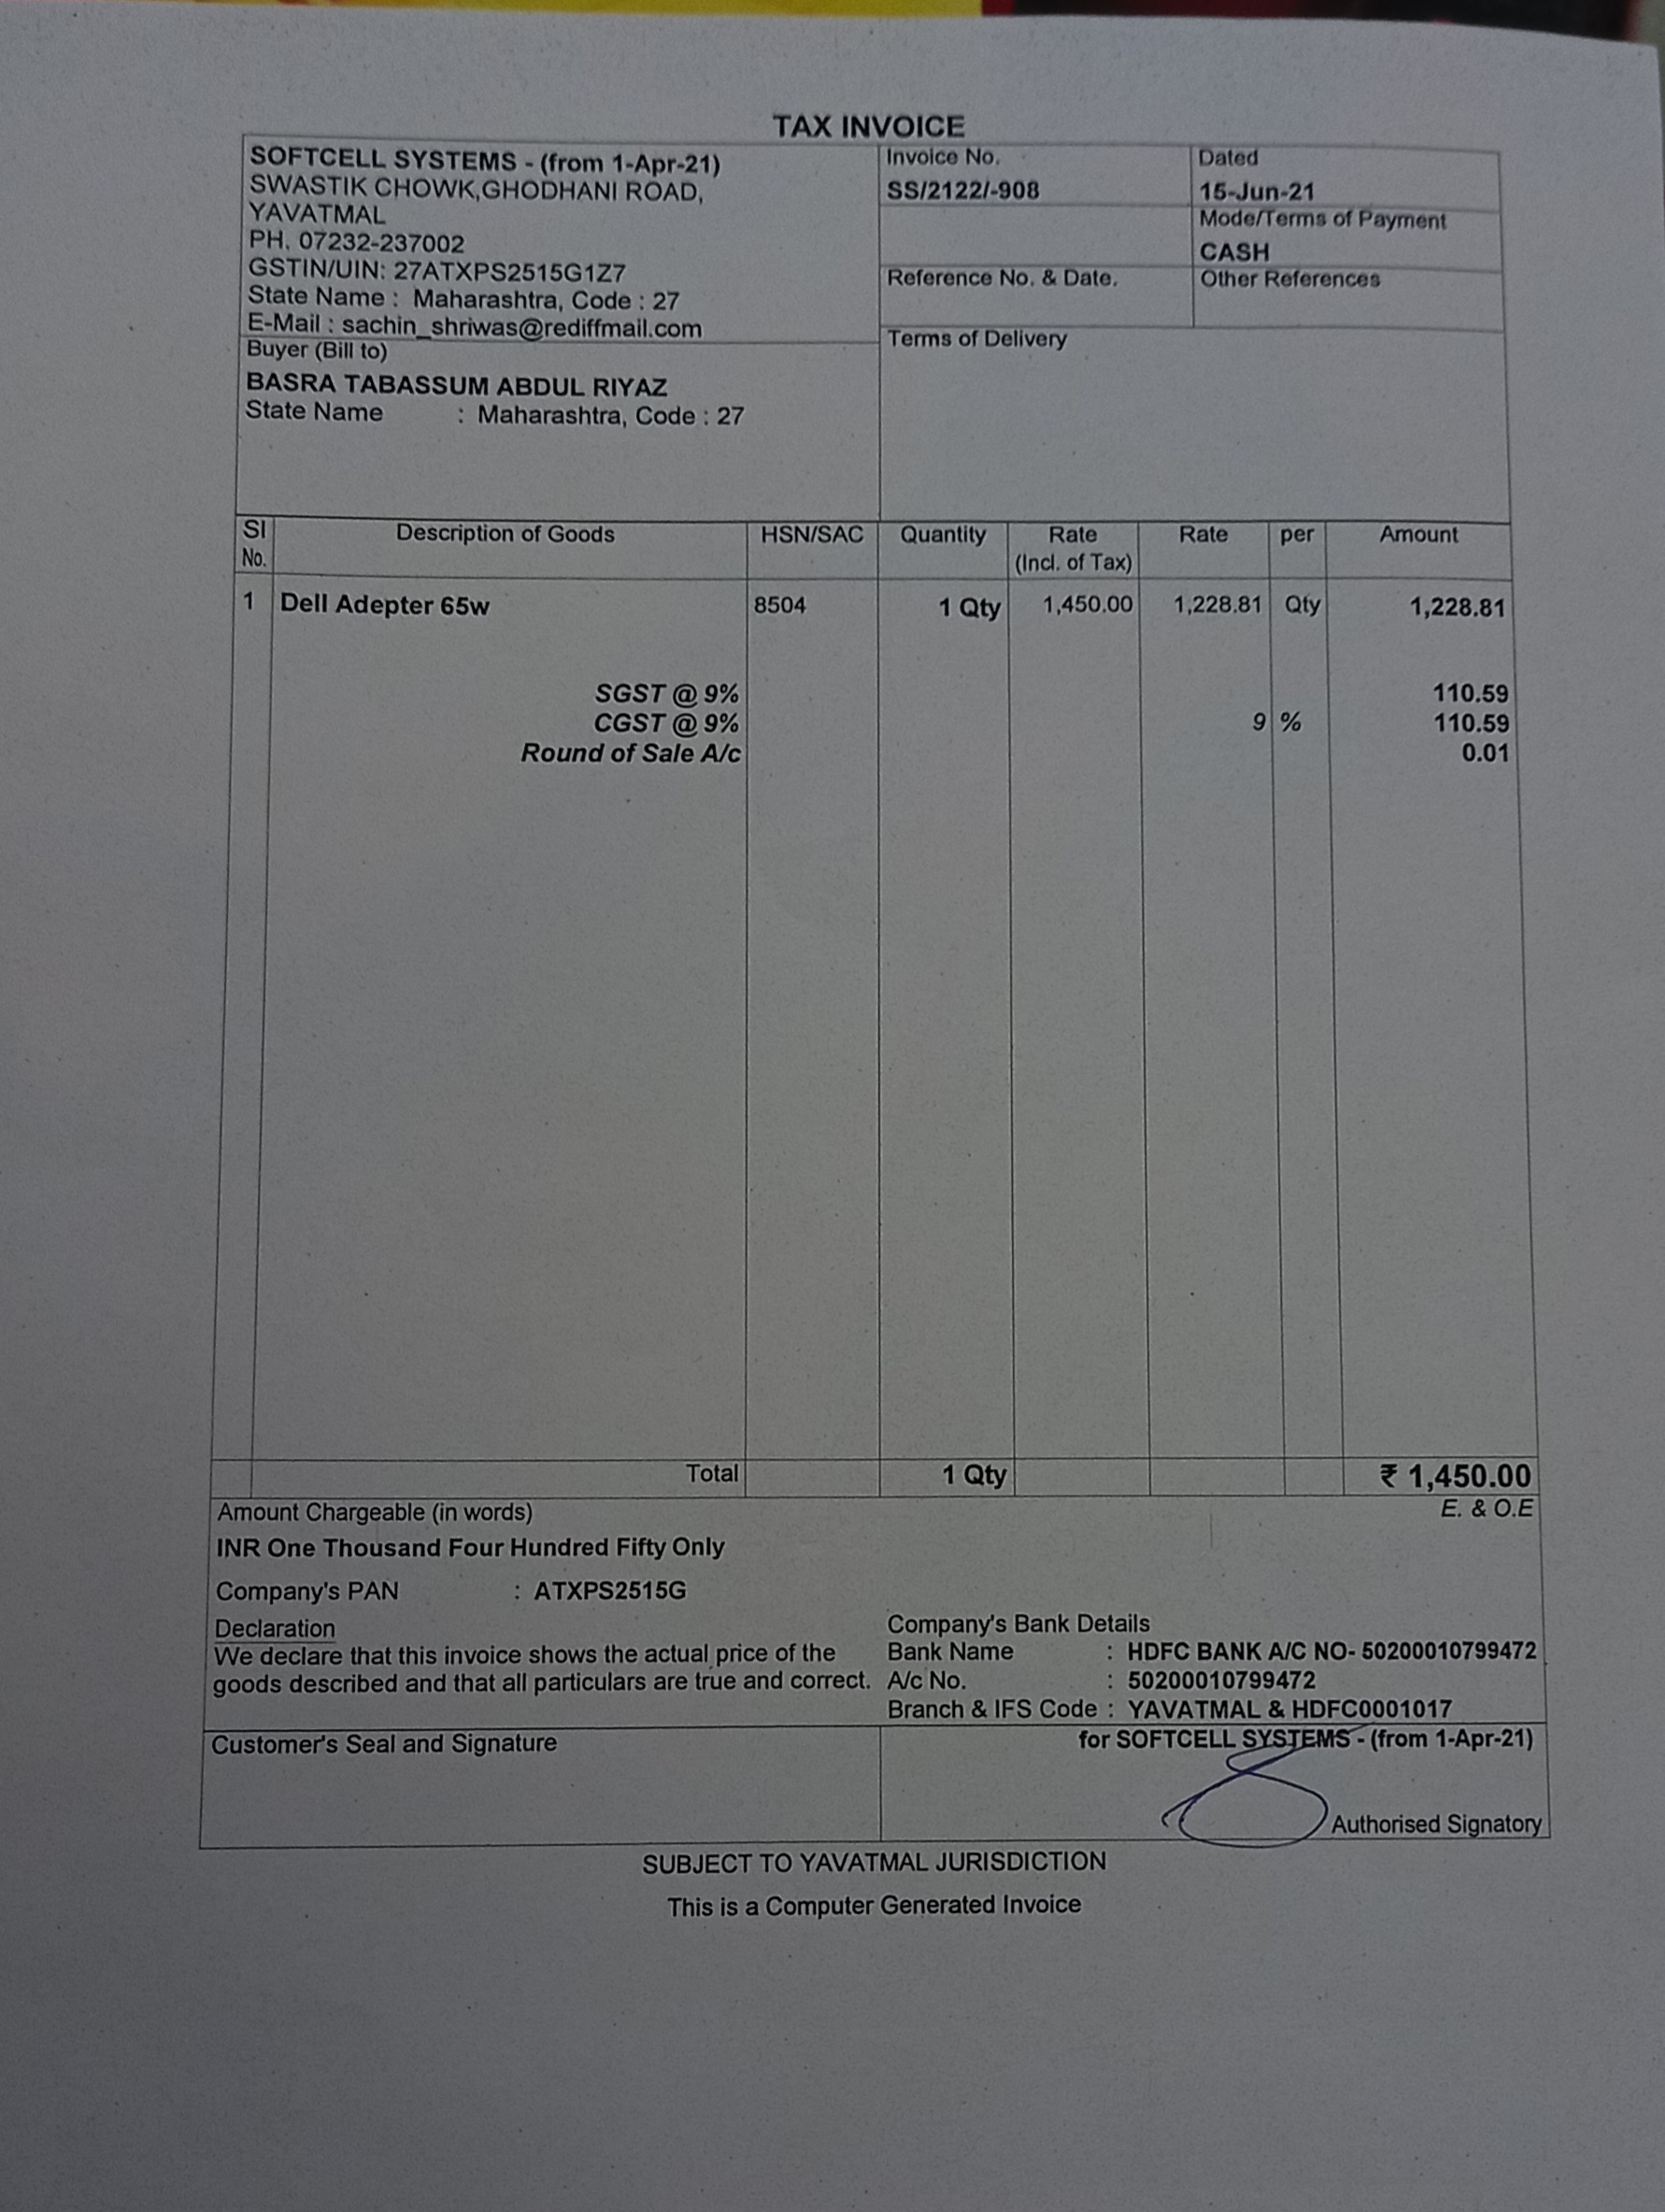 TAX INVOICE
SOFTCELL SYSTEMS - (from 1-Apr-21)
SWASTIK CHOWK,GHODHANI ROAD,
YAVATMAL
PH. 07232-237002
GSTIN/UIN: 27ATXPS2515G1Z7
State Name : Maharashtra, Code : 27
E-Mail : sachin_shriwas@rediffmail.com
Invoice No.
SS/2122/-908
Dated
15-Jun-21
Mode/Terms of Payment
CASH
Reference No. & Date.
Other References
Terms of Delivery
Buyer (Bill to)
BASRA TABASSUM ABDUL RIYAZ
State Name : Maharashtra, Code : 27
SI No. Description of Goods HSN/SAC Quantity Rate (Incl. of Tax) Rate per Amount
1 Dell Adepter 65w 8504 1 Qty 1,450.00 1,228.81 Qty 1,228.81
SGST @ 9% 110.59
CGST @ 9% 9 % 110.59
Round of Sale A/c 0.01
Total 1 Qty ₹ 1,450.00
Amount Chargeable (in words) E. & O.E
INR One Thousand Four Hundred Fifty Only
Company's PAN : ATXPS2515G
Declaration
We declare that this invoice shows the actual price of the
goods described and that all particulars are true and correct.
Company's Bank Details
Bank Name : HDFC BANK A/C NO- 50200010799472
A/c No. : 50200010799472
Branch & IFS Code : YAVATMAL & HDFC0001017
Customer's Seal and Signature
for SOFTCELL SYSTEMS - (from 1-Apr-21)
Authorised Signatory
SUBJECT TO YAVATMAL JURISDICTION
This is a Computer Generated Invoice